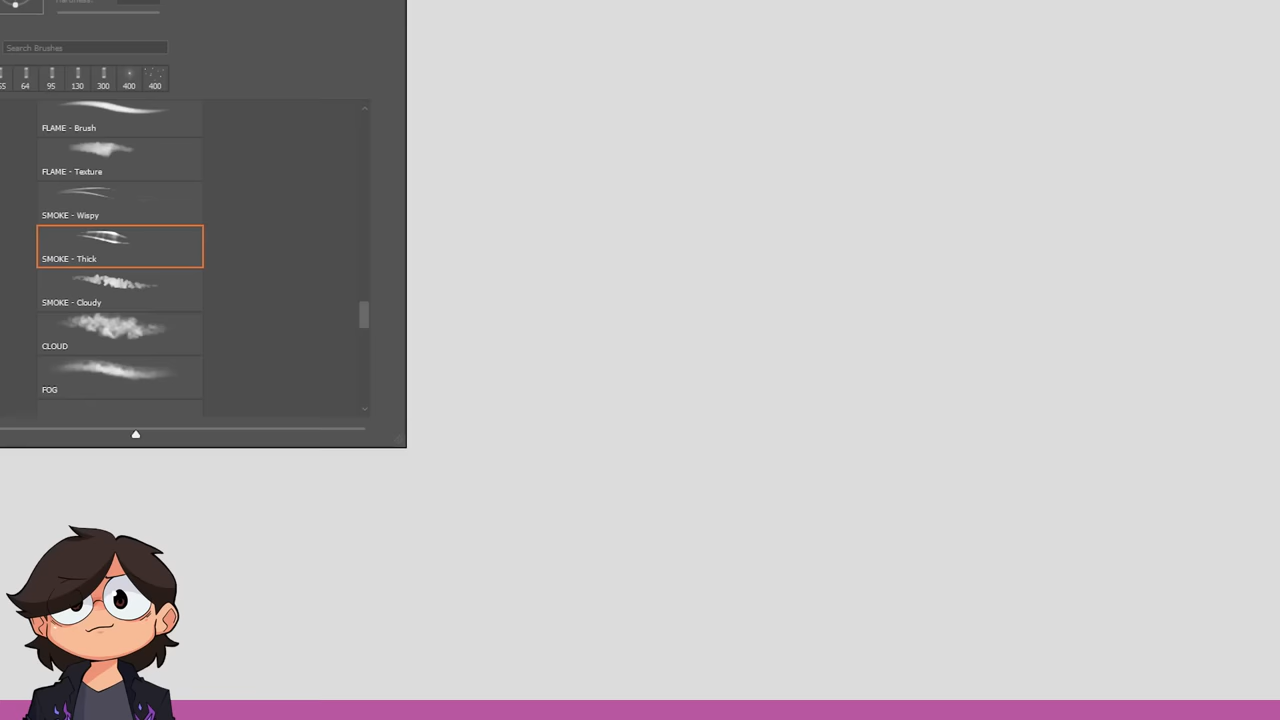 Search Brushes
55 64 95 130 300 400 400
FLAME - Brush
FLAME - Texture
SMOKE - Wispy
SMOKE - Thick
SMOKE - Cloudy
CLOUD
FOG